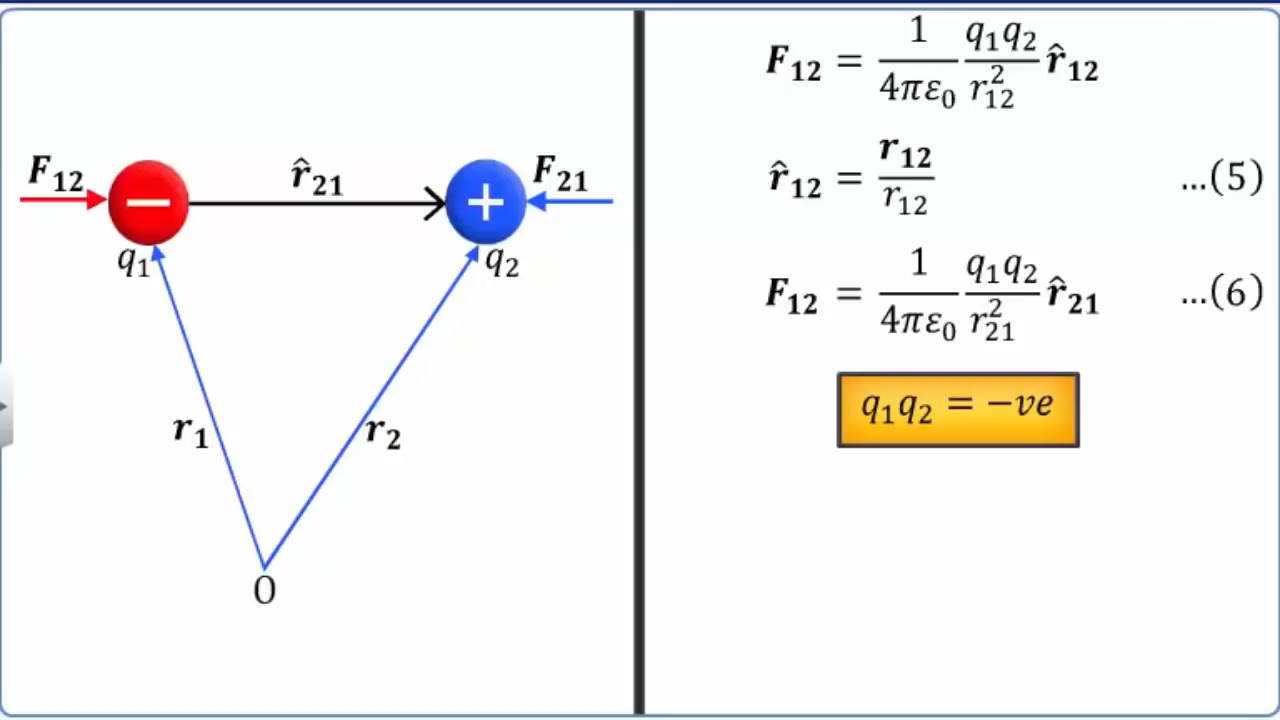 F₁₂
−
r̂₂₁
+
F₂₁
q₁
q₂
r₁
r₂
O
F₁₂ = 1/(4πε₀) q₁q₂/r₁₂² r̂₁₂
r̂₁₂ = r₁₂/r₁₂ ...(5)
F₁₂ = 1/(4πε₀) q₁q₂/r₂₁² r̂₂₁ ...(6)
q₁q₂ = −ve